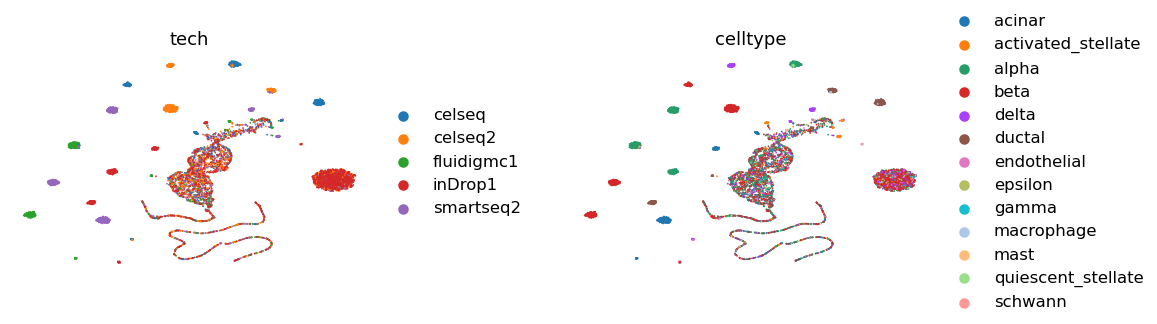 tech
celseq
celseq2
fluidigmc1
inDrop1
smartseq2
celltype
acinar
activated_stellate
alpha
beta
delta
ductal
endothelial
epsilon
gamma
macrophage
mast
quiescent_stellate
schwann